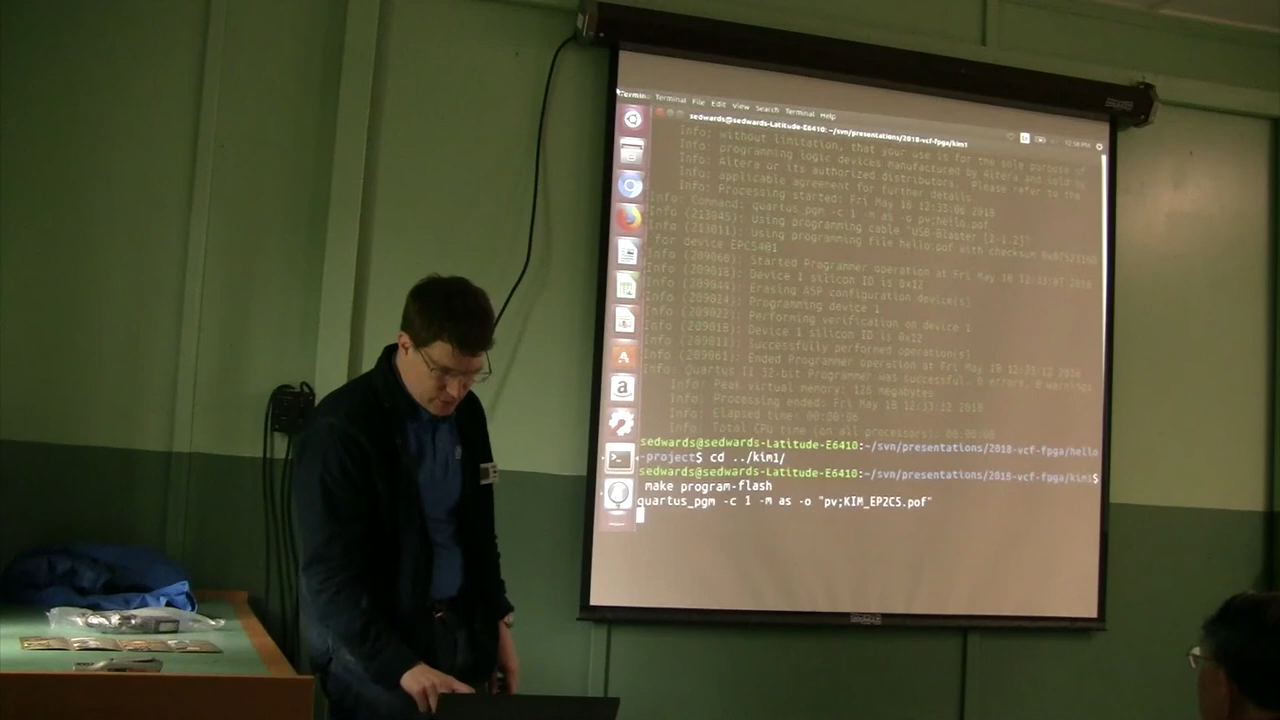 Terminal File Edit View Search Terminal Help
sedwards@sedwards-Latitude-E6410: ~/svn/presentations/2018-vcf-fpga/kim1
Info: without limitation, that your use is for the sole purpose of
Info: programming logic devices manufactured by Altera and sold by
Info: Altera or its authorized distributors. Please refer to the
Info: applicable agreement for further details.
Info: Processing started: Fri May 18 12:33:06 2018
Info: Command: quartus_pgm -c 1 -m as -o pv;hello.pof
Info (213045): Using programming cable "USB-Blaster [2-1.2]"
Info (213011): Using programming file hello.pof with checksum
for device EPCS4@1
Info (209060): Started Programmer operation at Fri May 18 12:33:07 2018
Info (209018): Device 1 silicon ID is 0x12
Info (209044): Erasing ASP configuration device(s)
Info (209024): Programming device 1
Info (209022): Performing verification on device 1
Info (209018): Device 1 silicon ID is 0x12
Info (209011): Successfully performed operation(s)
Info (209061): Ended Programmer operation at Fri May 18 12:33:12 2018
Info: Quartus II 32-bit Programmer was successful. 0 errors, 0 warnings
Info: Peak virtual memory: 126 megabytes
Info: Processing ended: Fri May 18 12:33:12 2018
Info: Elapsed time: 00:00:06
Info: Total CPU time (on all processors): 00:00:00
sedwards@sedwards-Latitude-E6410:~/svn/presentations/2018-vcf-fpga/hello
-project$ cd ../kim1/
sedwards@sedwards-Latitude-E6410:~/svn/presentations/2018-vcf-fpga/kim1$
make program-flash
quartus_pgm -c 1 -m as -o "pv;KIM_EP2C5.pof"